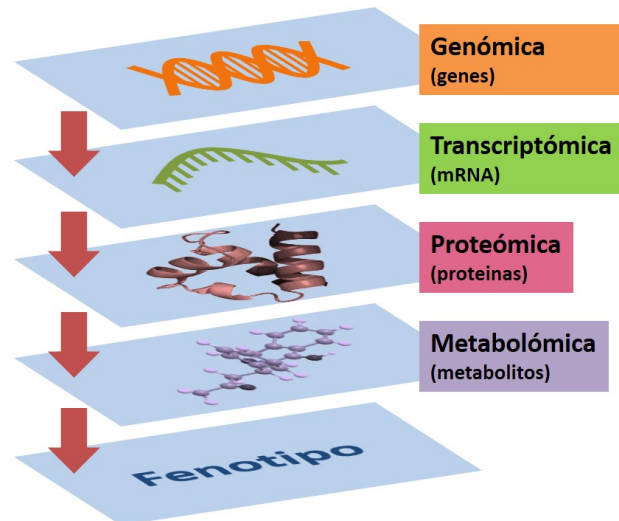 Genómica
(genes)
Transcriptómica
(mRNA)
Proteómica
(proteinas)
Metabolómica
(metabolitos)
Fenotipo